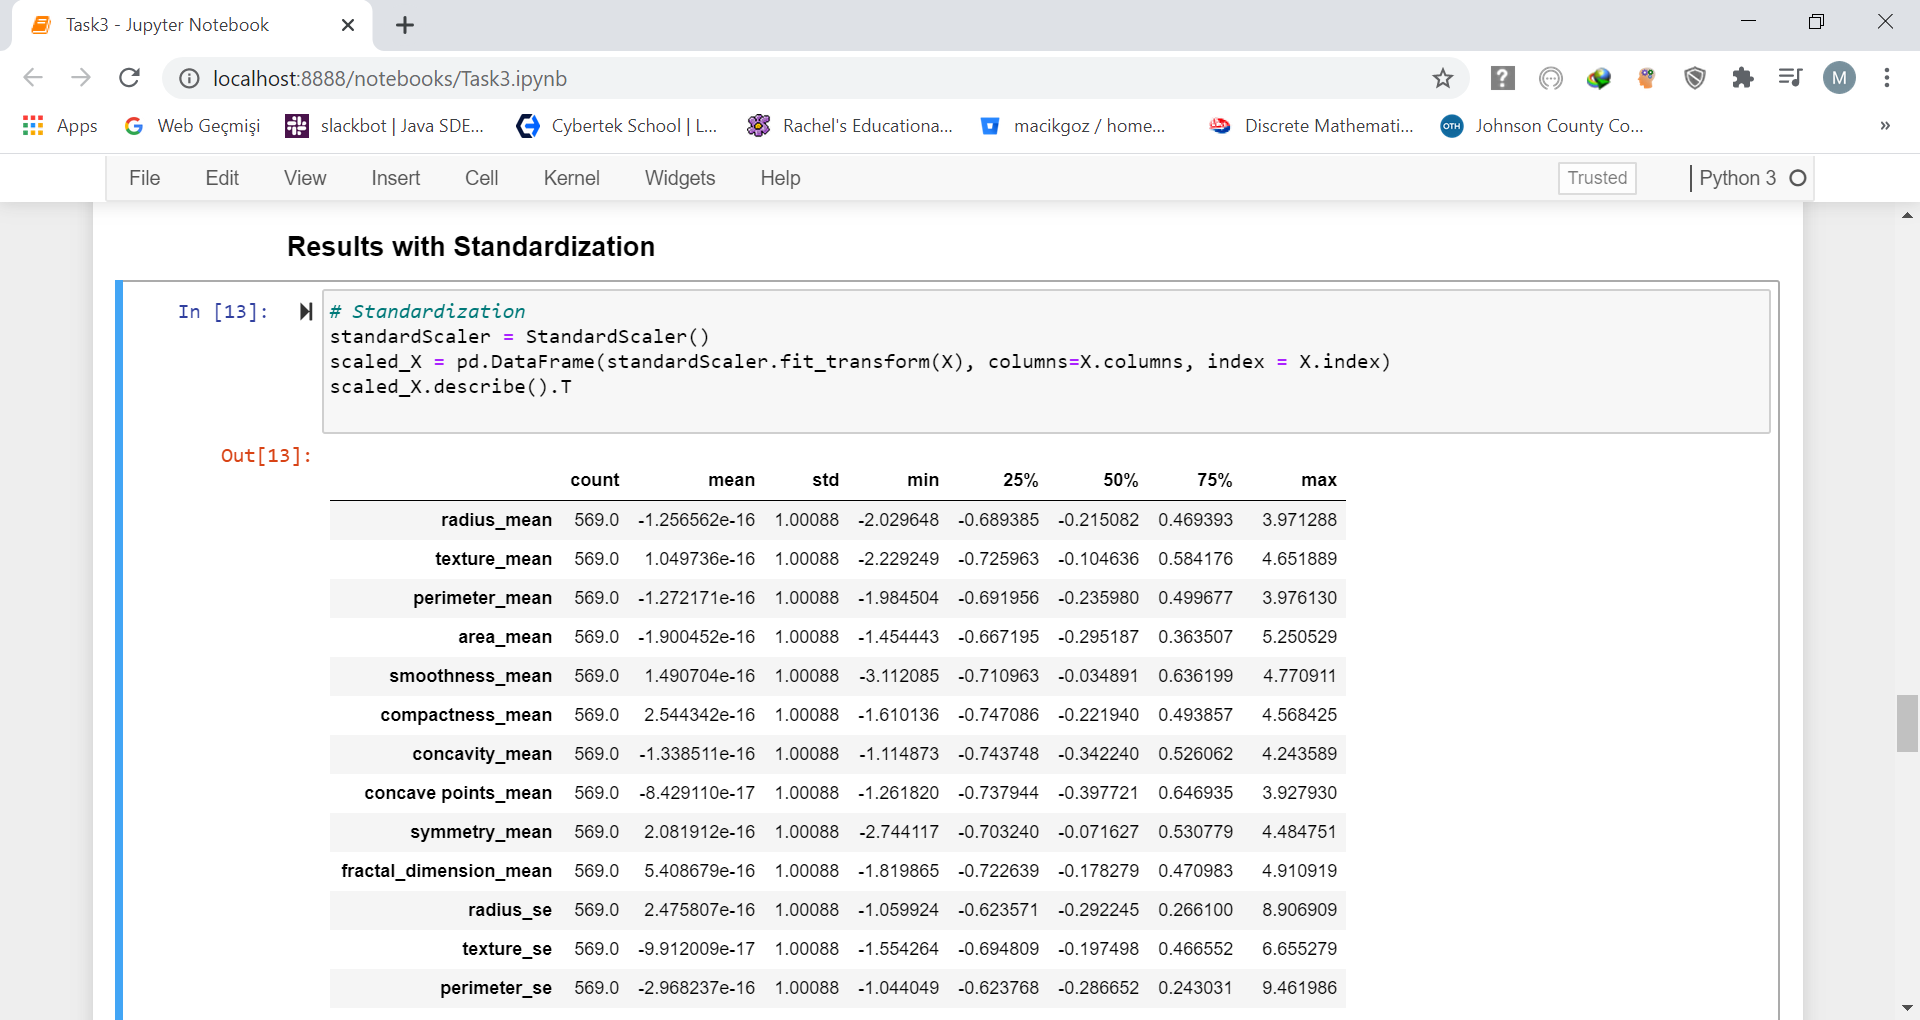 Task3 - Jupyter Notebook
localhost:8888/notebooks/Task3.ipynb
M
Apps Web Geçmişi slackbot | Java SDE... Cybertek School | L... Rachel's Educationa... macikgoz / home... OTH Discrete Mathemati... Johnson County Co... »
File Edit View Insert Cell Kernel Widgets Help Trusted Python 3
Results with Standardization
In [13]: # Standardization
standardScaler = StandardScaler()
scaled_X = pd.DataFrame(standardScaler.fit_transform(X), columns=X.columns, index = X.index)
scaled_X.describe().T
Out[13]:
count mean std min 25% 50% 75% max
radius_mean 569.0 -1.256562e-16 1.00088 -2.029648 -0.689385 -0.215082 0.469393 3.971288
texture_mean 569.0 1.049736e-16 1.00088 -2.229249 -0.725963 -0.104636 0.584176 4.651889
perimeter_mean 569.0 -1.272171e-16 1.00088 -1.984504 -0.691956 -0.235980 0.499677 3.976130
area_mean 569.0 -1.900452e-16 1.00088 -1.454443 -0.667195 -0.295187 0.363507 5.250529
smoothness_mean 569.0 1.490704e-16 1.00088 -3.112085 -0.710963 -0.034891 0.636199 4.770911
compactness_mean 569.0 2.544342e-16 1.00088 -1.610136 -0.747086 -0.221940 0.493857 4.568425
concavity_mean 569.0 -1.338511e-16 1.00088 -1.114873 -0.743748 -0.342240 0.526062 4.243589
concave points_mean 569.0 -8.429110e-17 1.00088 -1.261820 -0.737944 -0.397721 0.646935 3.927930
symmetry_mean 569.0 2.081912e-16 1.00088 -2.744117 -0.703240 -0.071627 0.530779 4.484751
fractal_dimension_mean 569.0 5.408679e-16 1.00088 -1.819865 -0.722639 -0.178279 0.470983 4.910919
radius_se 569.0 2.475807e-16 1.00088 -1.059924 -0.623571 -0.292245 0.266100 8.906909
texture_se 569.0 -9.912009e-17 1.00088 -1.554264 -0.694809 -0.197498 0.466552 6.655279
perimeter_se 569.0 -2.968237e-16 1.00088 -1.044049 -0.623768 -0.286652 0.243031 9.461986